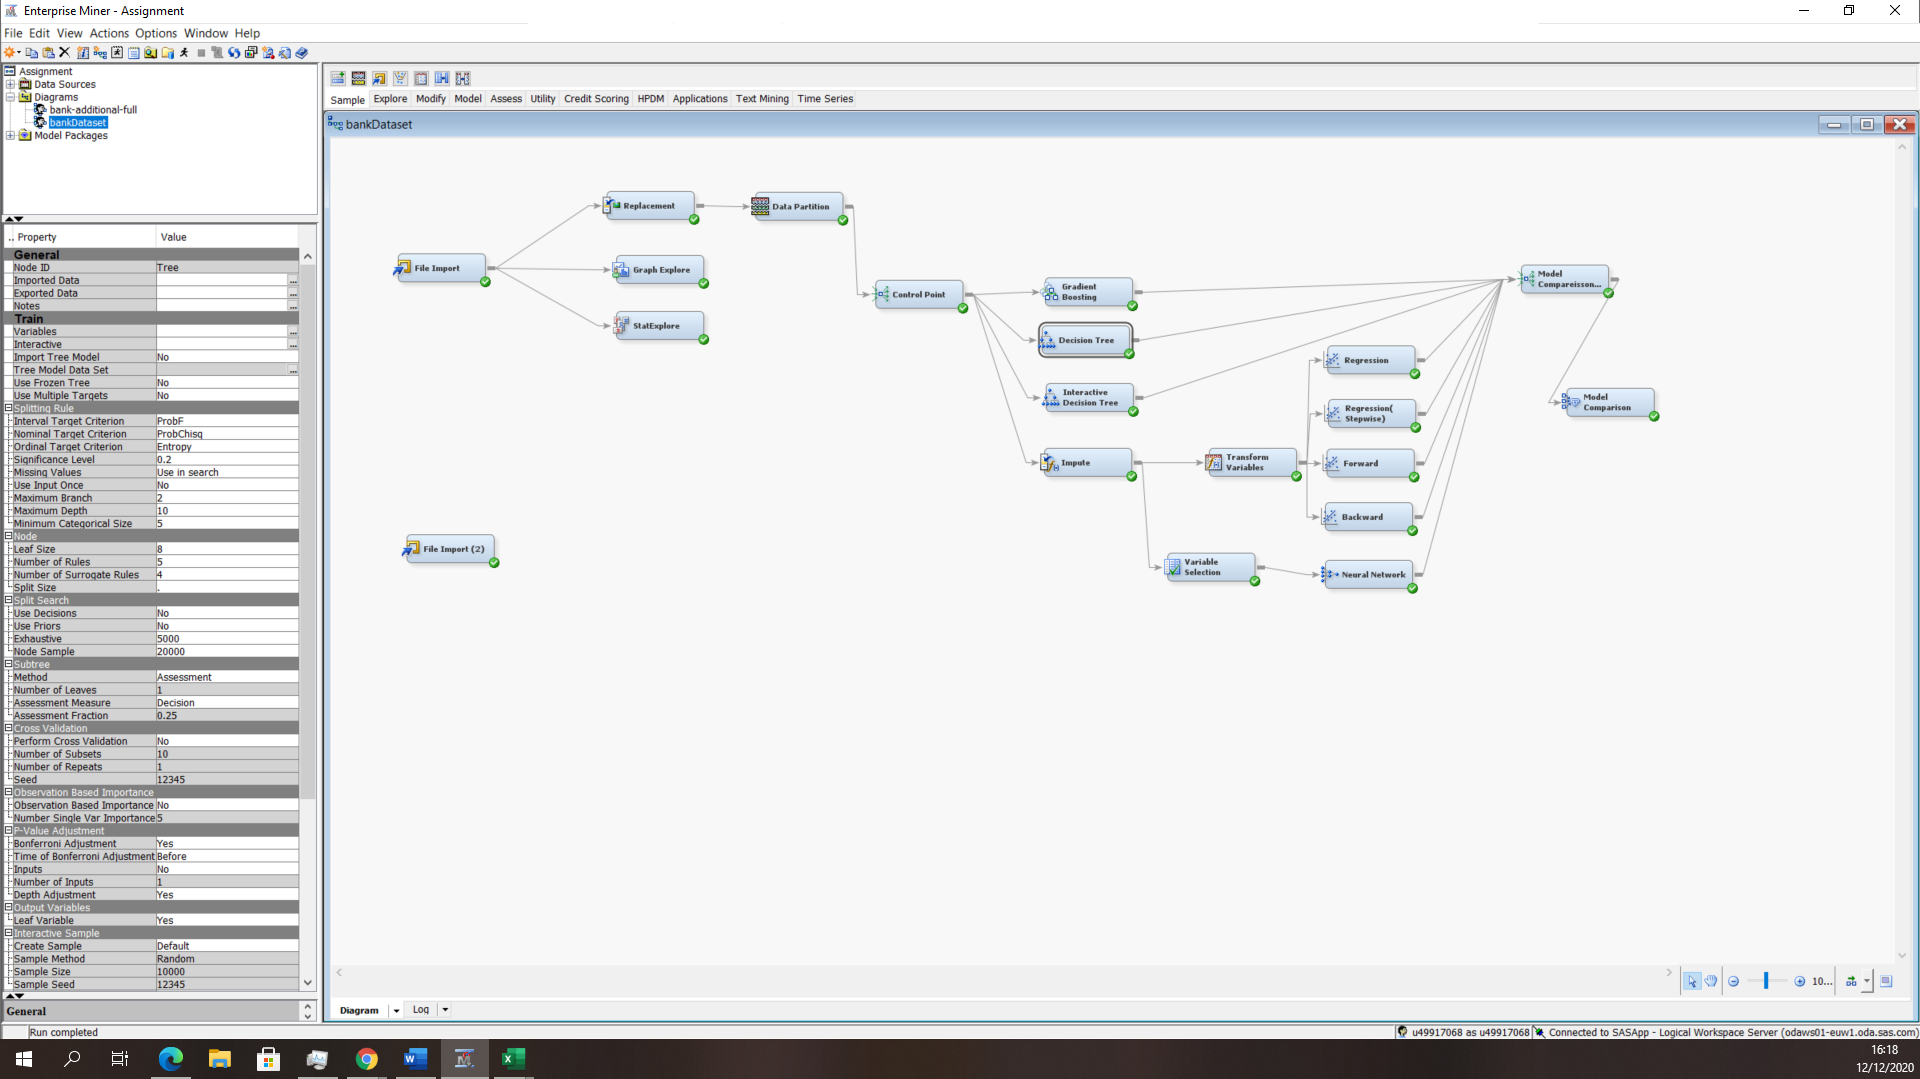 Enterprise Miner - Assignment
File Edit View Actions Options Window Help
Assignment
Data Sources
Diagrams
bank-additional-full
bankDataset
Model Packages
.. Property Value
General
Node ID Tree
Imported Data ...
Exported Data ...
Notes ...
Train
Variables ...
Interactive ...
Import Tree Model No
Tree Model Data Set ...
Use Frozen Tree No
Use Multiple Targets No
Splitting Rule
Interval Target Criterion ProbF
Nominal Target Criterion ProbChisq
Ordinal Target Criterion Entropy
Significance Level 0.2
Missing Values Use in search
Use Input Once No
Maximum Branch 2
Maximum Depth 10
Minimum Categorical Size 5
Node
Leaf Size 8
Number of Rules 5
Number of Surrogate Rules 4
Split Size .
Split Search
Use Decisions No
Use Priors No
Exhaustive 5000
Node Sample 20000
Subtree
Method Assessment
Number of Leaves 1
Assessment Measure Decision
Assessment Fraction 0.25
Cross Validation
Perform Cross Validation No
Number of Subsets 10
Number of Repeats 1
Seed 12345
Observation Based Importance
Observation Based Importance No
Number Single Var Importance 5
P-Value Adjustment
Bonferroni Adjustment Yes
Time of Bonferroni Adjustment Before
Inputs No
Number of Inputs 1
Depth Adjustment Yes
Output Variables
Leaf Variable Yes
Interactive Sample
Create Sample Default
Sample Method Random
Sample Size 10000
Sample Seed 12345
General
Run completed
Sample Explore Modify Model Assess Utility Credit Scoring HPDM Applications Text Mining Time Series
bankDataset
File Import
Replacement
Data Partition
Graph Explore
StatExplore
Control Point
Gradient
Boosting
Decision Tree
Interactive
Decision Tree
Impute
Transform
Variables
Variable
Selection
Regression
Regression(
Stepwise)
Forward
Backward
Neural Network
Model
Compareisson...
Model
Comparison
File Import (2)
10...
Diagram Log
u49917068 as u49917068 Connected to SASApp - Logical Workspace Server (odaws01-euw1.oda.sas.com)
16:18
12/12/2020